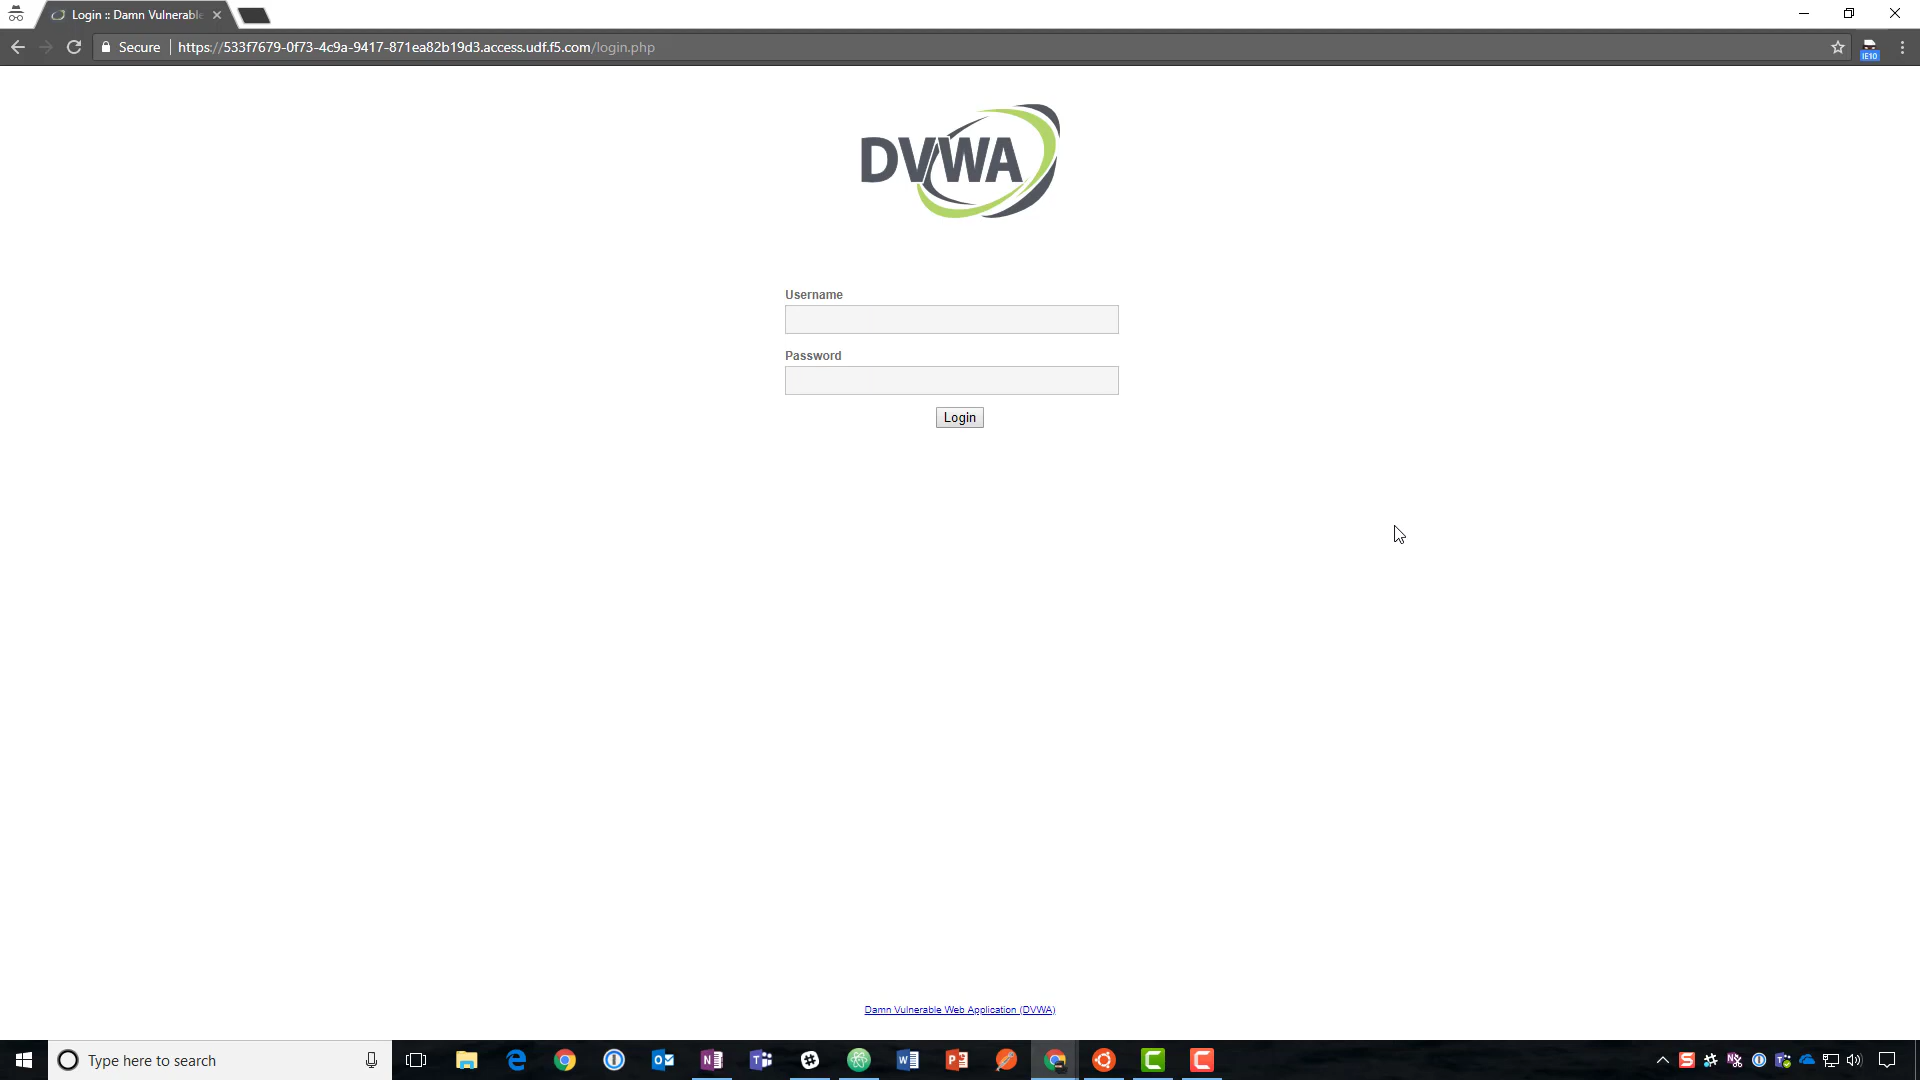 Login :: Damn Vulnerable
Secure
https://533f7679-0f73-4c9a-9417-871ea82b19d3.access.udf.f5.com/login.php
IE10
DVWA
Username
Password
Login
Damn Vulnerable Web Application (DVWA)
Type here to search